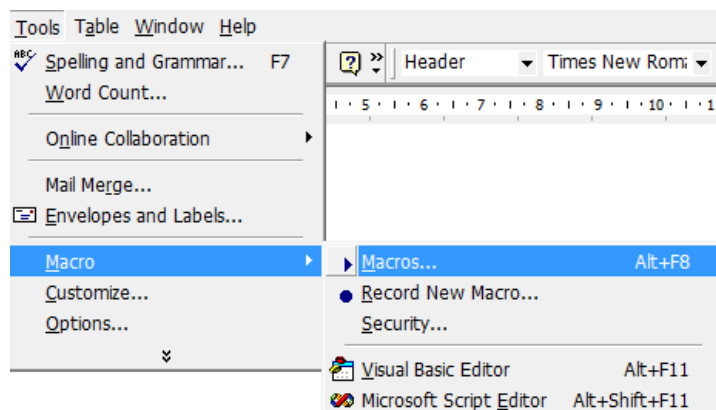 Tools Table Window Help
ABC Spelling and Grammar... F7
Word Count...
Online Collaboration
Mail Merge...
Envelopes and Labels...
Macro
Customize...
Options...
Header Times New Roma
5 6 7 8 9 10 1
Macros... Alt+F8
Record New Macro...
Security...
Visual Basic Editor Alt+F11
Microsoft Script Editor Alt+Shift+F11